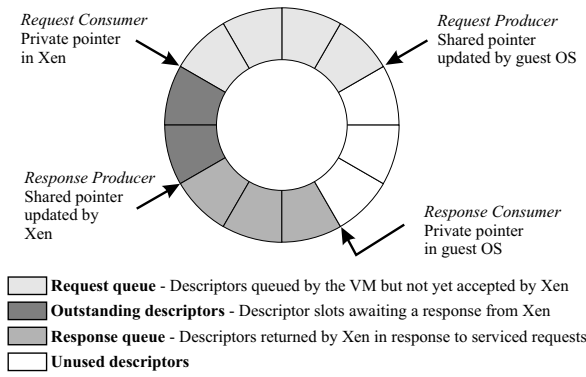 Request Consumer
Private pointer
in Xen
Request Producer
Shared pointer
updated by guest OS
Response Producer
Shared pointer
updated by
Xen
Response Consumer
Private pointer
in guest OS
Request queue - Descriptors queued by the VM but not yet accepted by Xen
Outstanding descriptors - Descriptor slots awaiting a response from Xen
Response queue - Descriptors returned by Xen in response to serviced requests
Unused descriptors